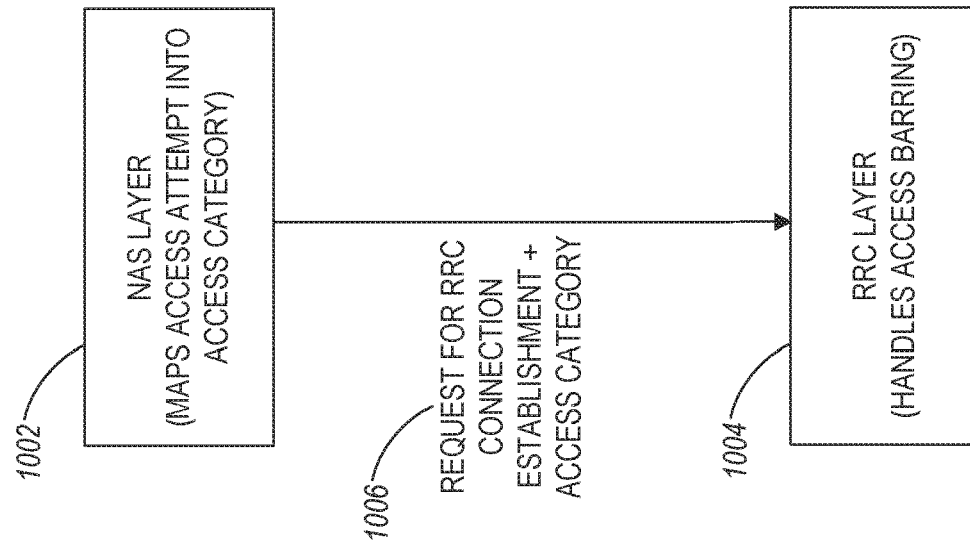 1002
NAS LAYER
(MAPS ACCESS ATTEMPT INTO
ACCESS CATEGORY)
1006
REQUEST FOR RRC
CONNECTION
ESTABLISHMENT +
ACCESS CATEGORY
1004
RRC LAYER
(HANDLES ACCESS BARRING)